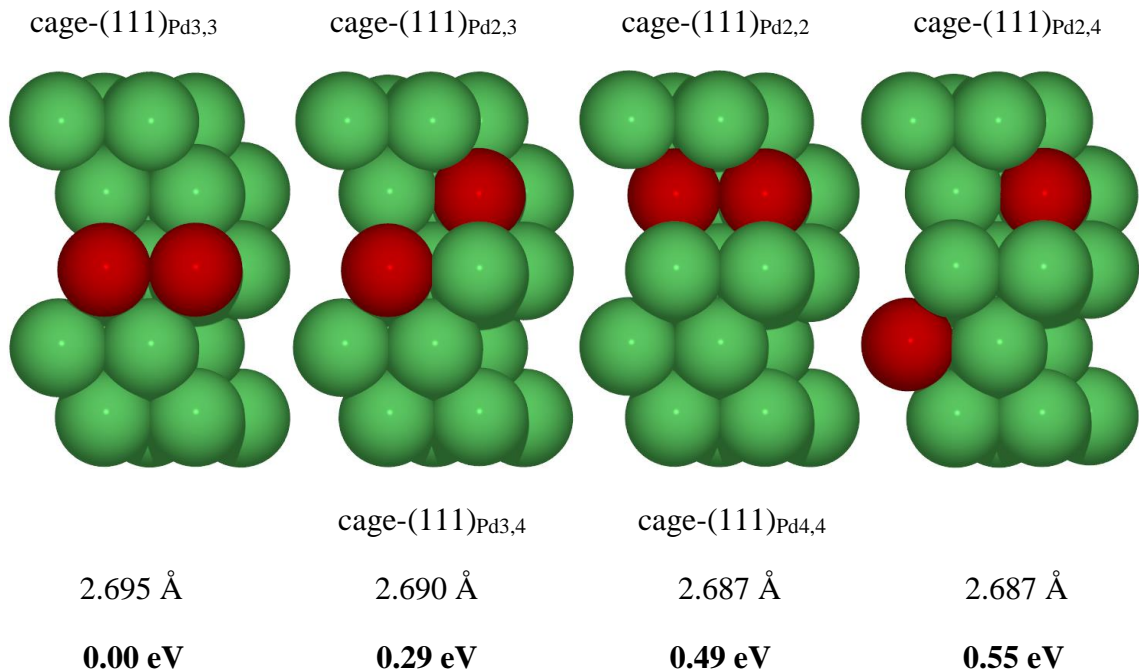 cage-(111)Pd3,3 cage-(111)Pd2,3 cage-(111)Pd2,2 cage-(111)Pd2,4
cage-(111)Pd3,4 cage-(111)Pd4,4
2.695 Å 2.690 Å 2.687 Å 2.687 Å
0.00 eV 0.29 eV 0.49 eV 0.55 eV